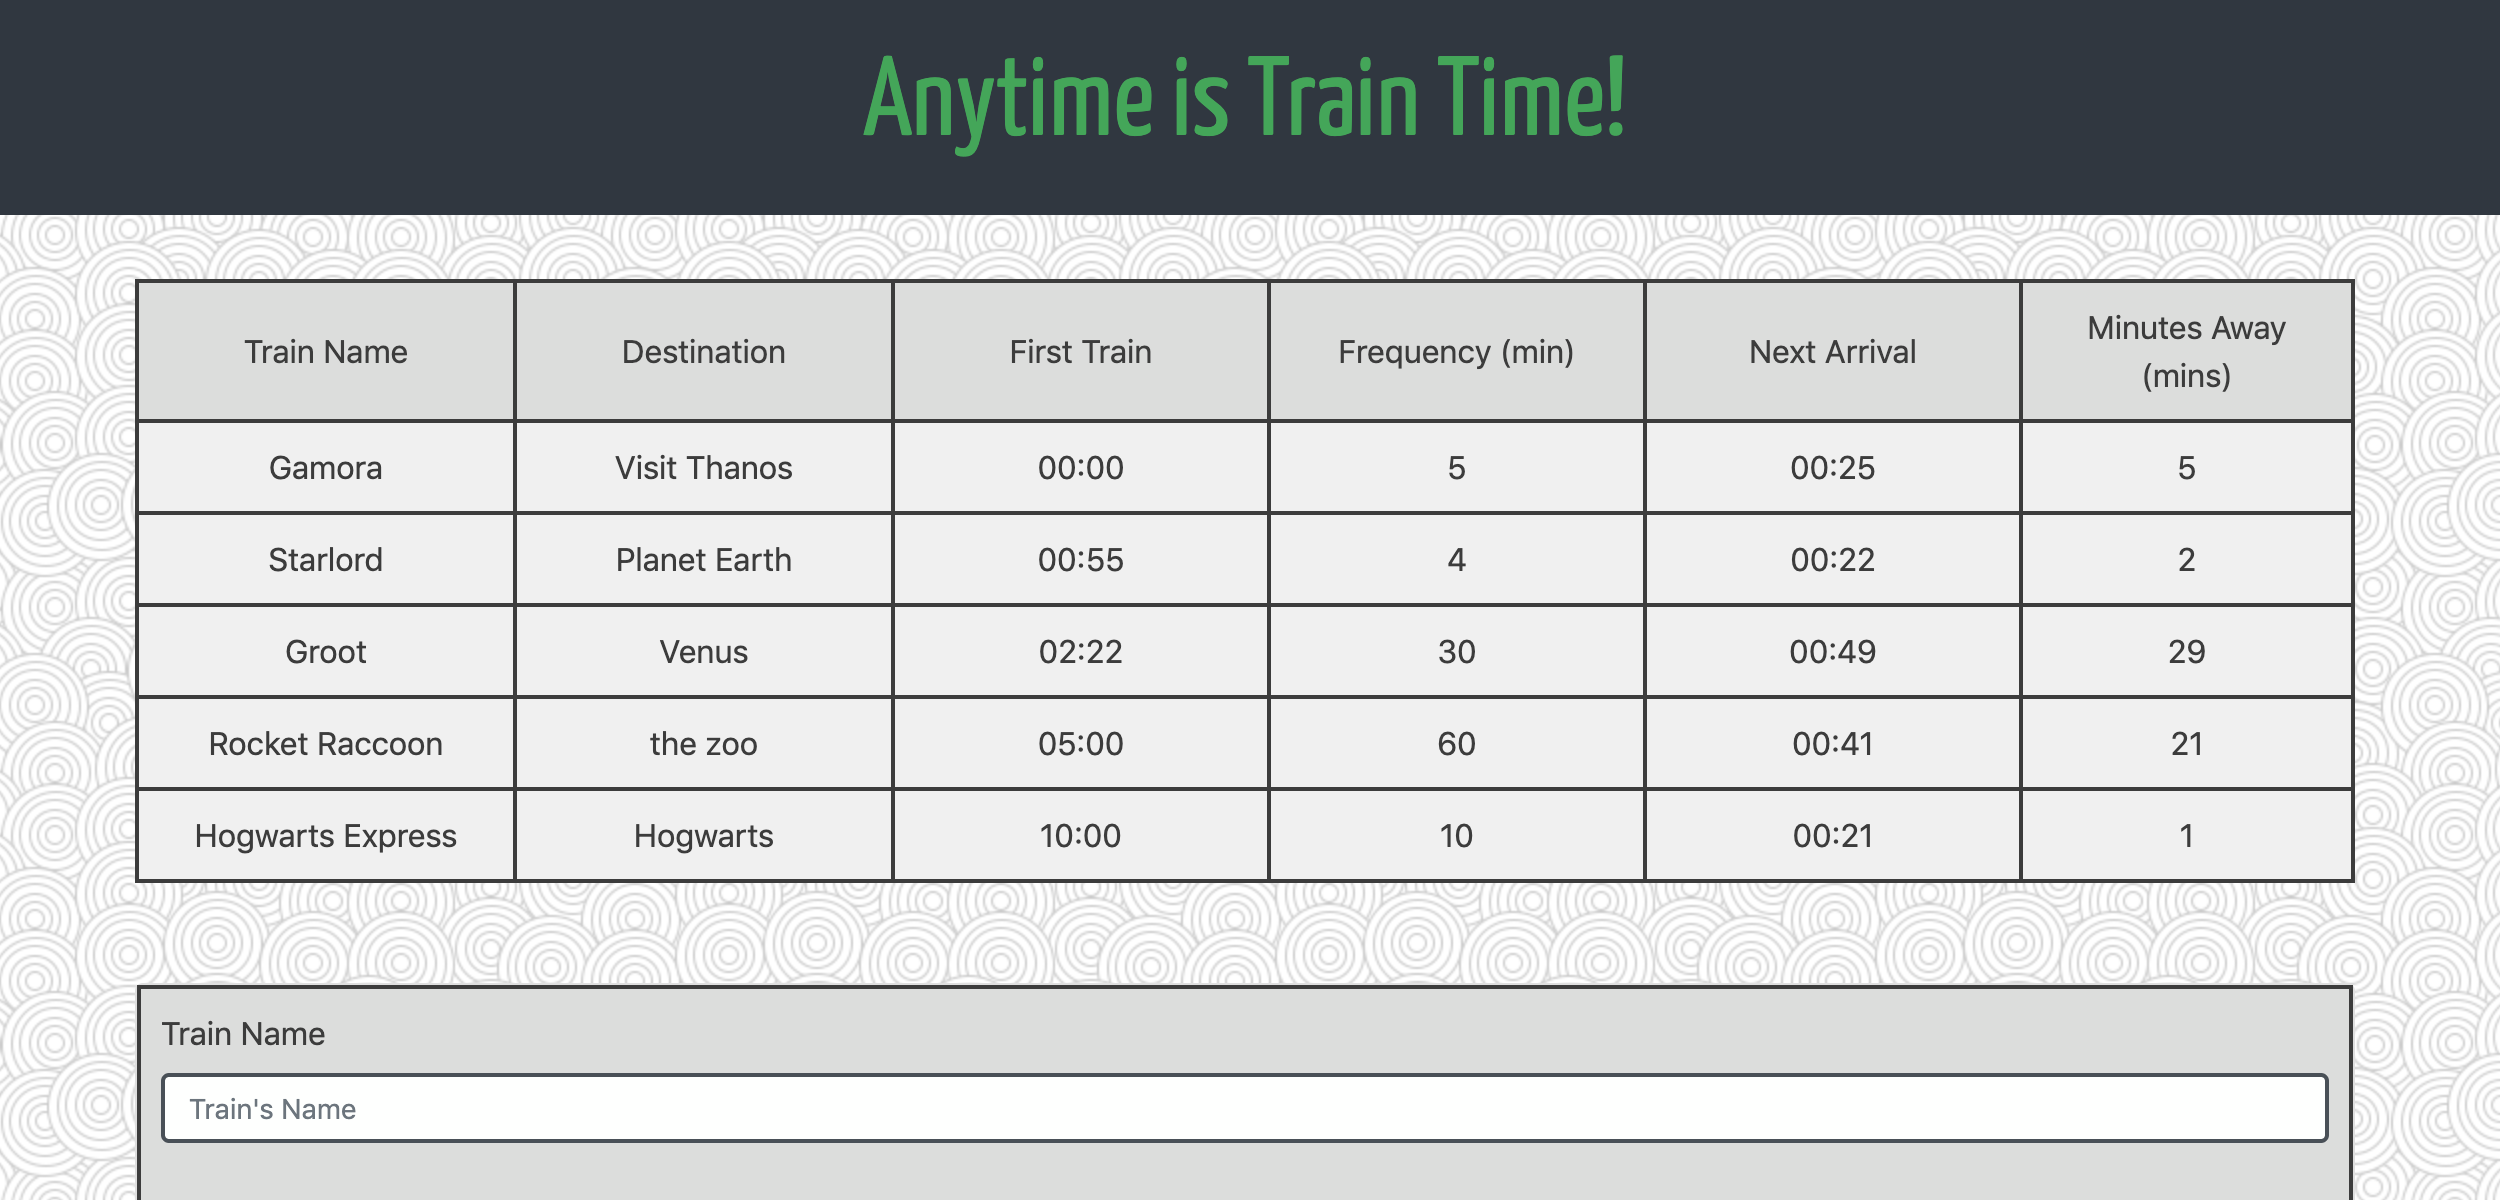 Anytime is Train Time!
Train Name Destination First Train Frequency (min) Next Arrival Minutes Away (mins)
Gamora Visit Thanos 00:00 5 00:25 5
Starlord Planet Earth 00:55 4 00:22 2
Groot Venus 02:22 30 00:49 29
Rocket Raccoon the zoo 05:00 60 00:41 21
Hogwarts Express Hogwarts 10:00 10 00:21 1
Train Name
Train's Name